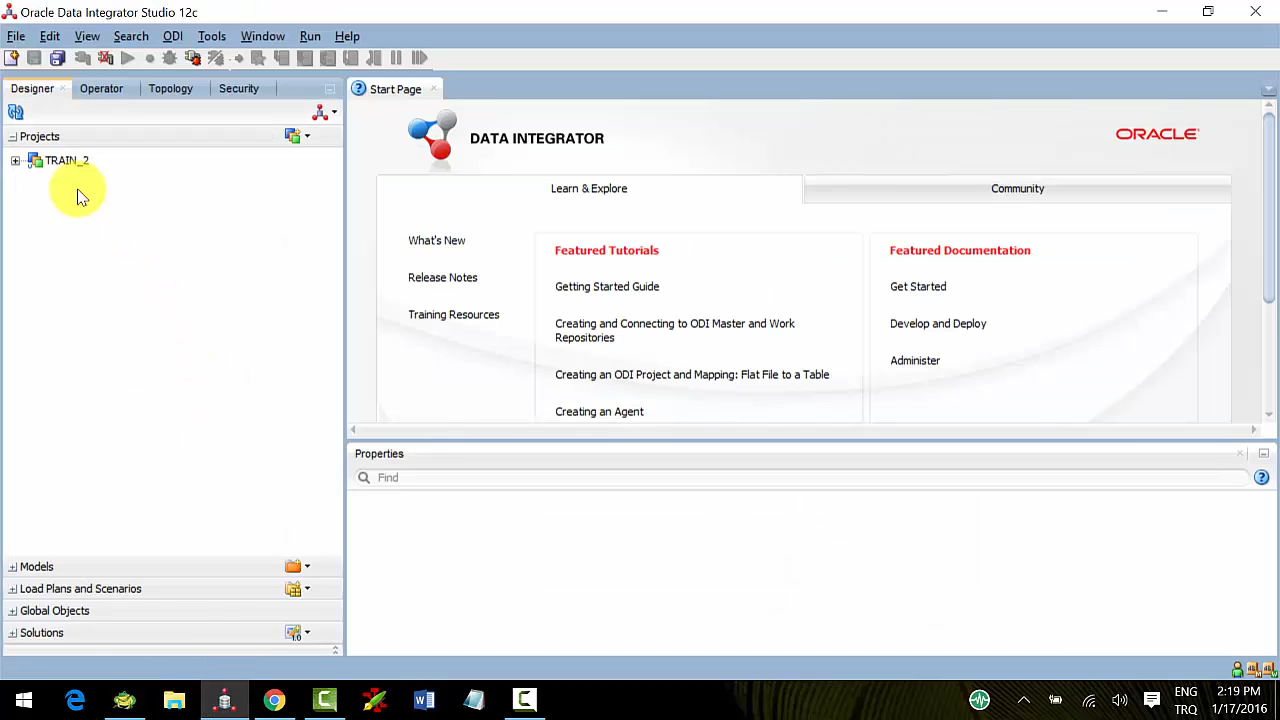 Oracle Data Integrator Studio 12c
File Edit View Search ODI Tools Window Run Help
Designer Operator Topology Security
Start Page
Projects
TRAIN_2
DATA INTEGRATOR
ORACLE
Learn & Explore
Community
What's New
Release Notes
Training Resources
Featured Tutorials
Getting Started Guide
Creating and Connecting to ODI Master and Work
Repositories
Creating an ODI Project and Mapping: Flat File to a Table
Creating an Agent
Featured Documentation
Get Started
Develop and Deploy
Administer
Properties
Find
Models
Load Plans and Scenarios
Global Objects
Solutions
ENG
TRQ
2:19 PM
1/17/2016